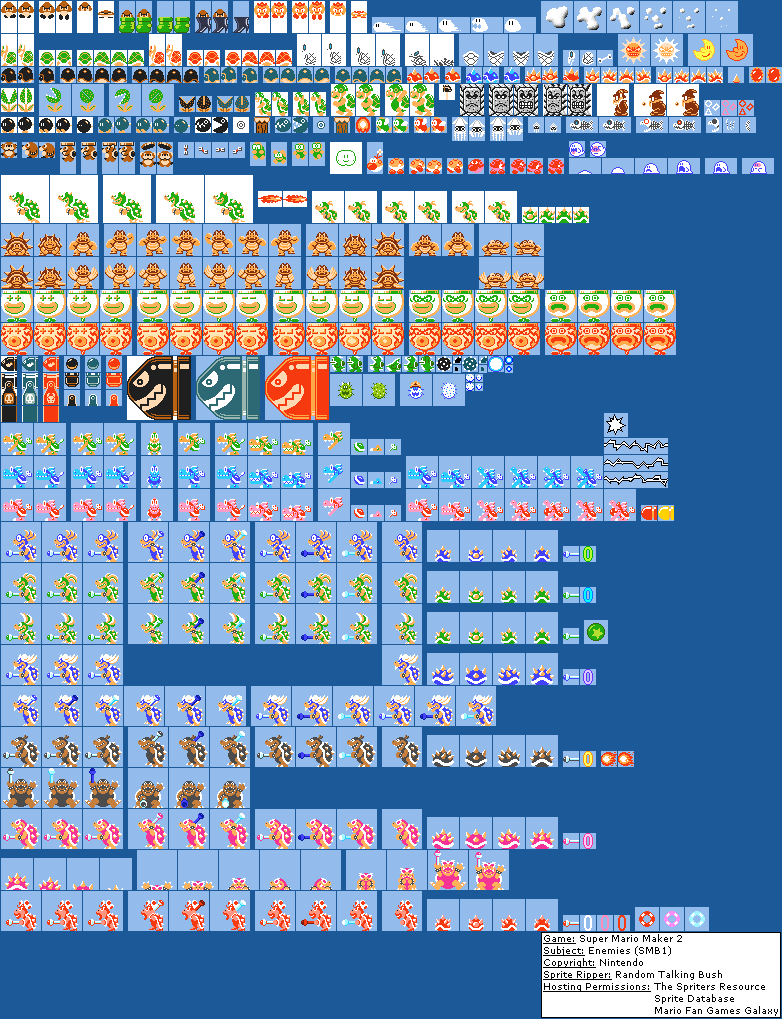 Game: Super Mario Maker 2
Subject: Enemies (SMB1)
Copyright: Nintendo
Sprite Ripper: Random Talking Bush
Hosting Permissions: The Spriters Resource
Sprite Database
Mario Fan Games Galaxy